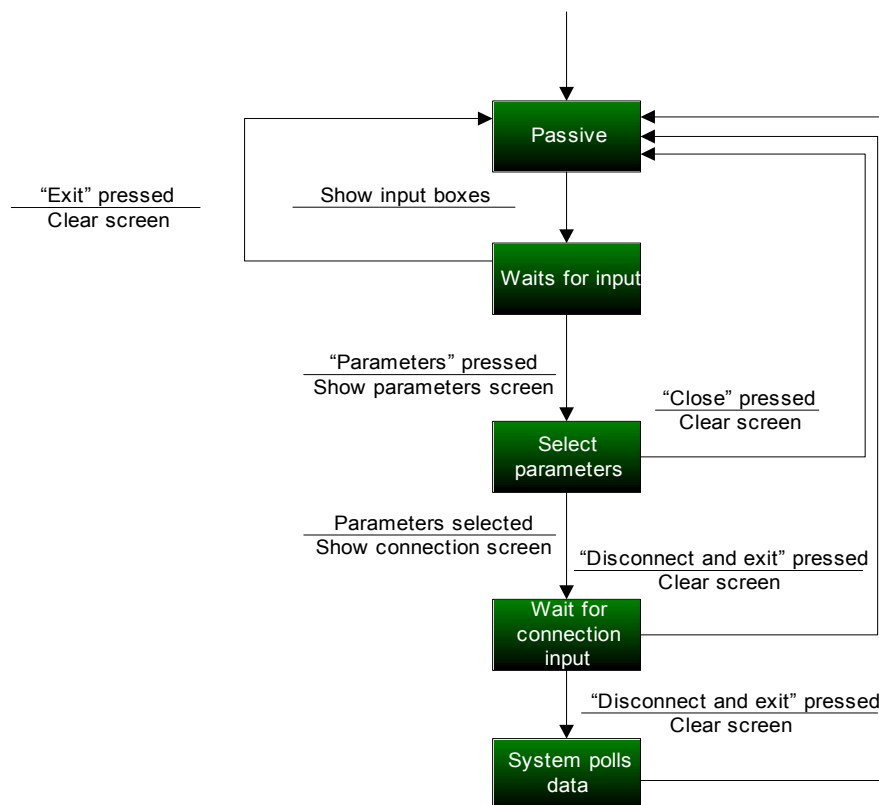 Passive
“Exit” pressed
Clear screen
Show input boxes
Waits for input
“Parameters” pressed
Show parameters screen
“Close” pressed
Clear screen
Select
parameters
Parameters selected
Show connection screen
“Disconnect and exit” pressed
Clear screen
Wait for
connection
input
“Disconnect and exit” pressed
Clear screen
System polls
data